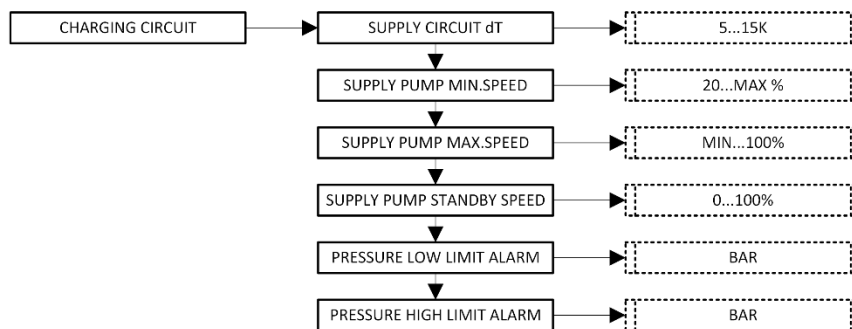 CHARGING CIRCUIT
SUPPLY CIRCUIT dT
5...15K
SUPPLY PUMP MIN.SPEED
20...MAX %
SUPPLY PUMP MAX.SPEED
MIN...100%
SUPPLY PUMP STANDBY SPEED
0...100%
PRESSURE LOW LIMIT ALARM
BAR
PRESSURE HIGH LIMIT ALARM
BAR